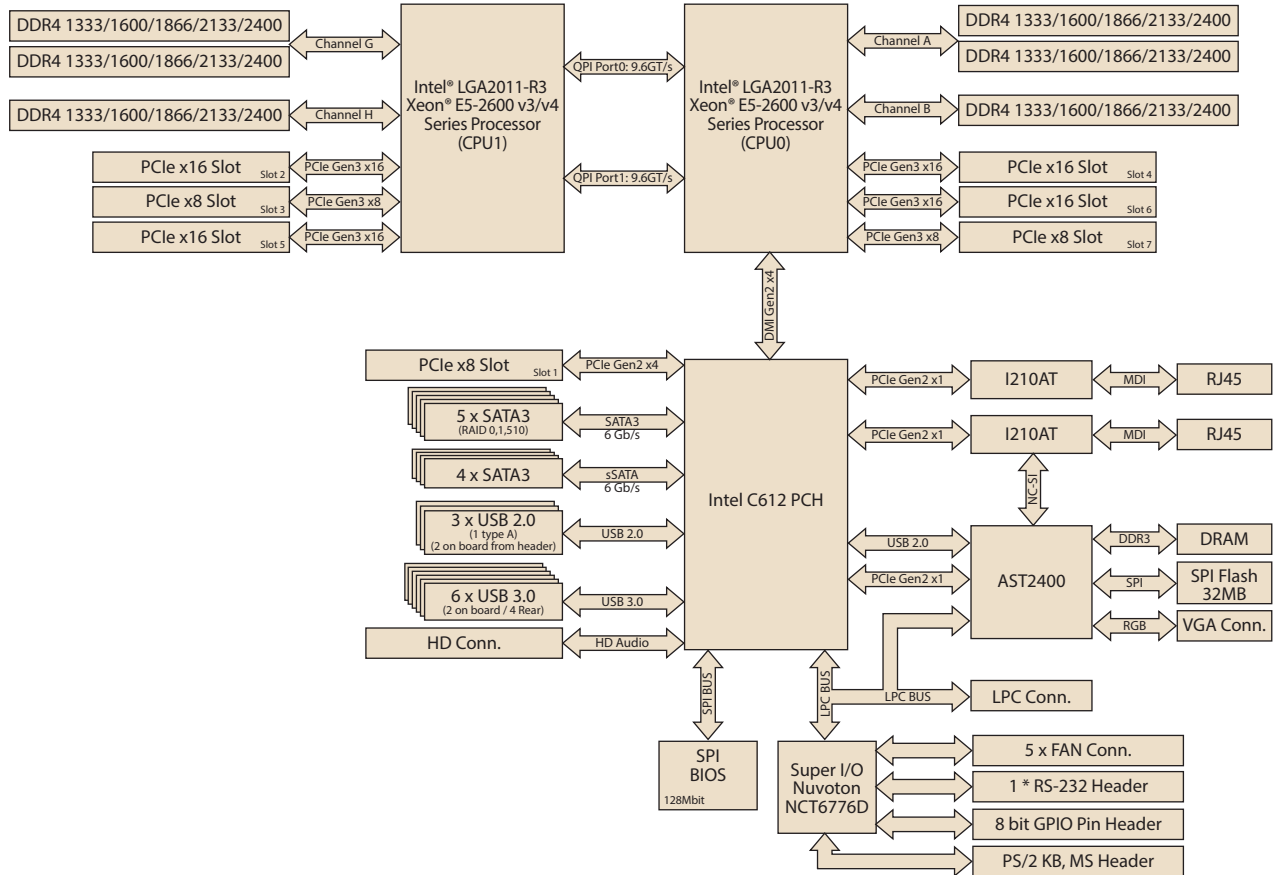 DDR4 1333/1600/1866/2133/2400
DDR4 1333/1600/1866/2133/2400
Channel G
DDR4 1333/1600/1866/2133/2400
Channel H
PCIe x16 Slot
Slot 2
PCIe Gen3 x16
PCIe x8 Slot
Slot 3
PCIe Gen3 x8
PCIe x16 Slot
Slot 5
PCIe Gen3 x16
Intel® LGA2011-R3
Xeon® E5-2600 v3/v4
Series Processor
(CPU1)
QPI Port0: 9.6GT/s
QPI Port1: 9.6GT/s
Intel® LGA2011-R3
Xeon® E5-2600 v3/v4
Series Processor
(CPU0)
Channel A
DDR4 1333/1600/1866/2133/2400
DDR4 1333/1600/1866/2133/2400
Channel B
DDR4 1333/1600/1866/2133/2400
PCIe Gen3 x16
PCIe x16 Slot
Slot 4
PCIe Gen3 x16
PCIe x16 Slot
Slot 6
PCIe Gen3 x8
PCIe x8 Slot
Slot 7
DMI Gen2 x4
PCIe x8 Slot
Slot 1
PCIe Gen2 x4
5 x SATA3
(RAID 0,1,510)
SATA3
6 Gb/s
4 x SATA3
sSATA
6 Gb/s
3 x USB 2.0
(1 type A)
(2 on board from header)
USB 2.0
6 x USB 3.0
(2 on board / 4 Rear)
USB 3.0
HD Conn.
HD Audio
Intel C612 PCH
PCIe Gen2 x1
I210AT
MDI
RJ45
PCIe Gen2 x1
I210AT
MDI
RJ45
NC-SI
USB 2.0
PCIe Gen2 x1
AST2400
DDR3
DRAM
SPI
SPI Flash
32MB
RGB
VGA Conn.
SPI BUS
LPC BUS
LPC BUS
LPC Conn.
SPI
BIOS
128Mbit
Super I/O
Nuvoton
NCT6776D
5 x FAN Conn.
1 * RS-232 Header
8 bit GPIO Pin Header
PS/2 KB, MS Header